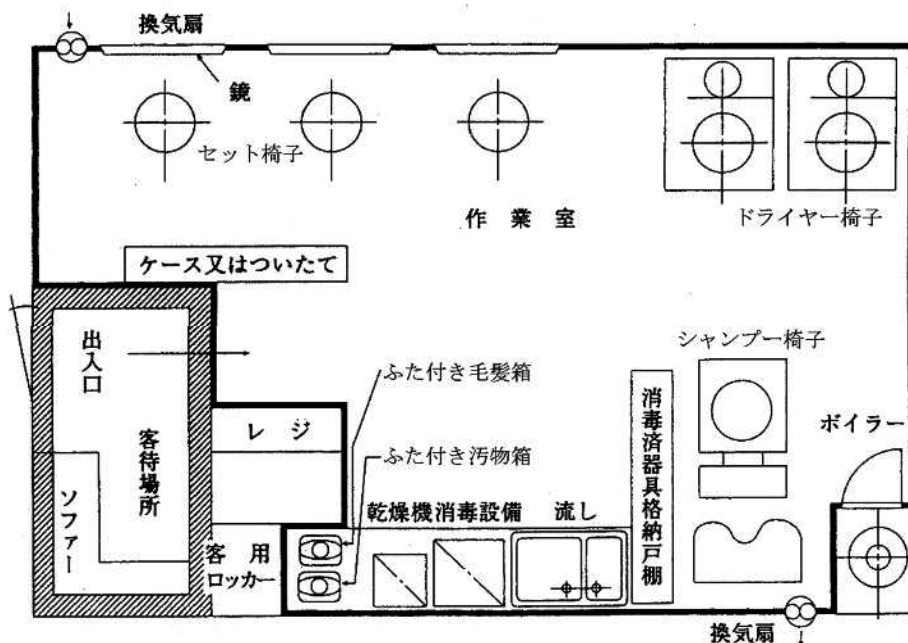 換気扇
鏡
セット椅子
作業室
ドライヤー椅子
ケース又はついたて
出入口
シャンプー椅子
ふた付き毛髪箱
消毒済器具格納戸棚
レジ
客待場所
ボイラー
ふた付き汚物箱
ソファー
乾燥機消毒設備 流し
客用
ロッカー
換気扇